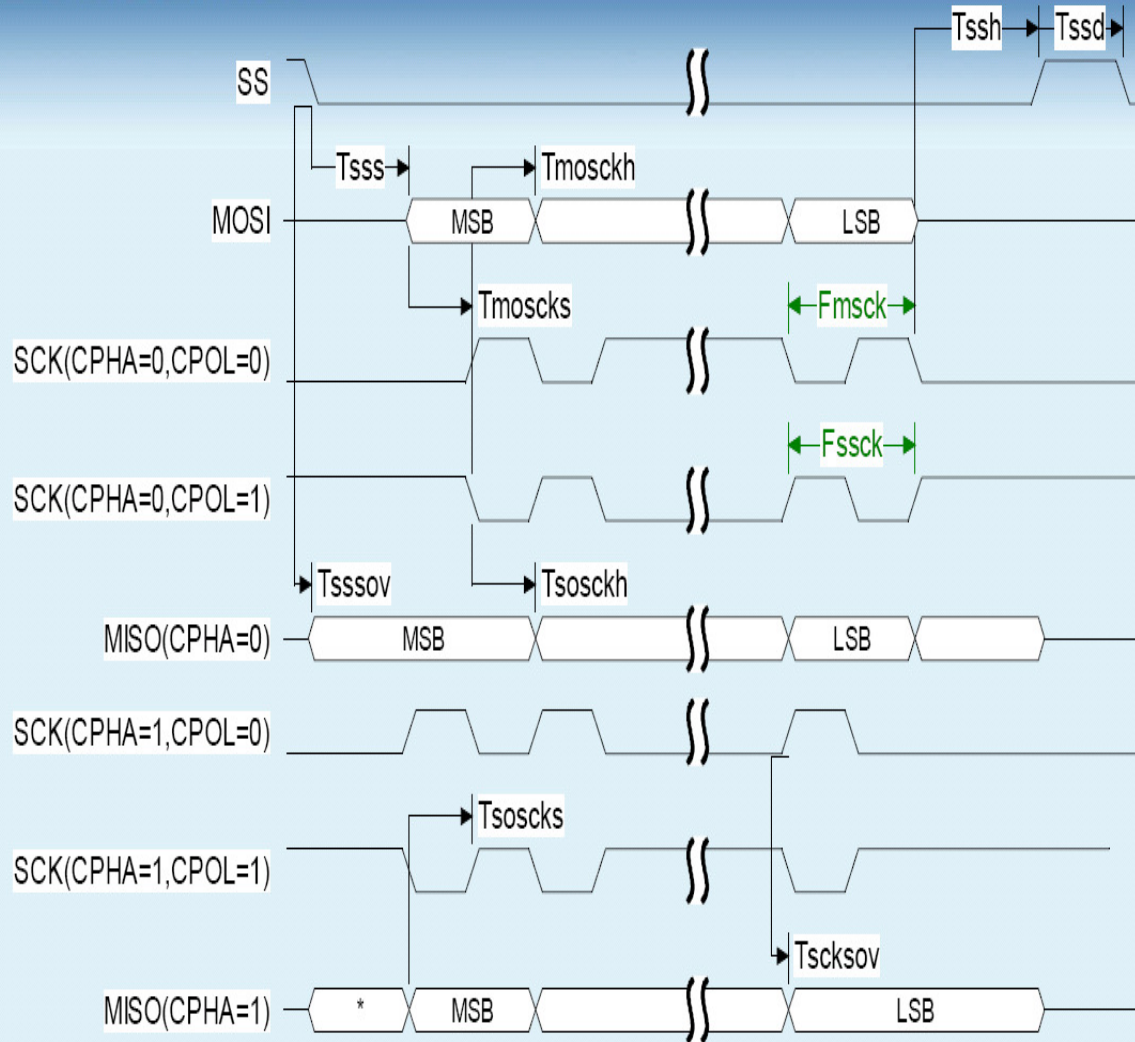 Tssh Tssd
SS
Tsss Tmosckh
MOSI MSB LSB
Tmoscks Fmsck
SCK(CPHA=0,CPOL=0)
Fssck
SCK(CPHA=0,CPOL=1)
Tsssov Tsosckh
MISO(CPHA=0) MSB LSB
SCK(CPHA=1,CPOL=0)
Tsoscks
SCK(CPHA=1,CPOL=1)
Tscksov
MISO(CPHA=1) * MSB LSB